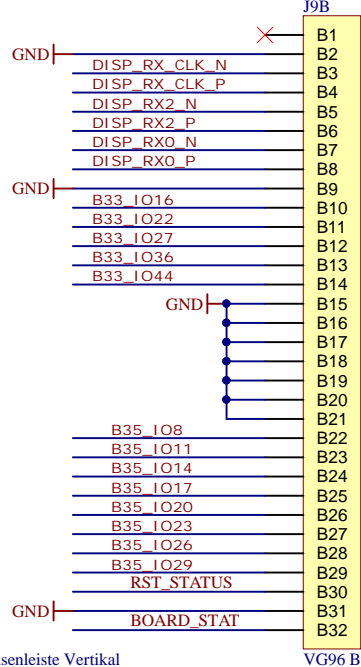 J9B
B1
GND B2
DISP_RX_CLK_N B3
DISP_RX_CLK_P B4
DISP_RX2_N B5
DISP_RX2_P B6
DISP_RX0_N B7
DISP_RX0_P B8
GND B9
B33_IO16 B10
B33_IO22 B11
B33_IO27 B12
B33_IO36 B13
B33_IO44 B14
GND B15
B16
B17
B18
B19
B20
B21
B35_IO8 B22
B35_IO11 B23
B35_IO14 B24
B35_IO17 B25
B35_IO20 B26
B35_IO23 B27
B35_IO26 B28
B35_IO29 B29
RST_STATUS B30
GND B31
BOARD_STAT B32
senleiste Vertikal VG96 B